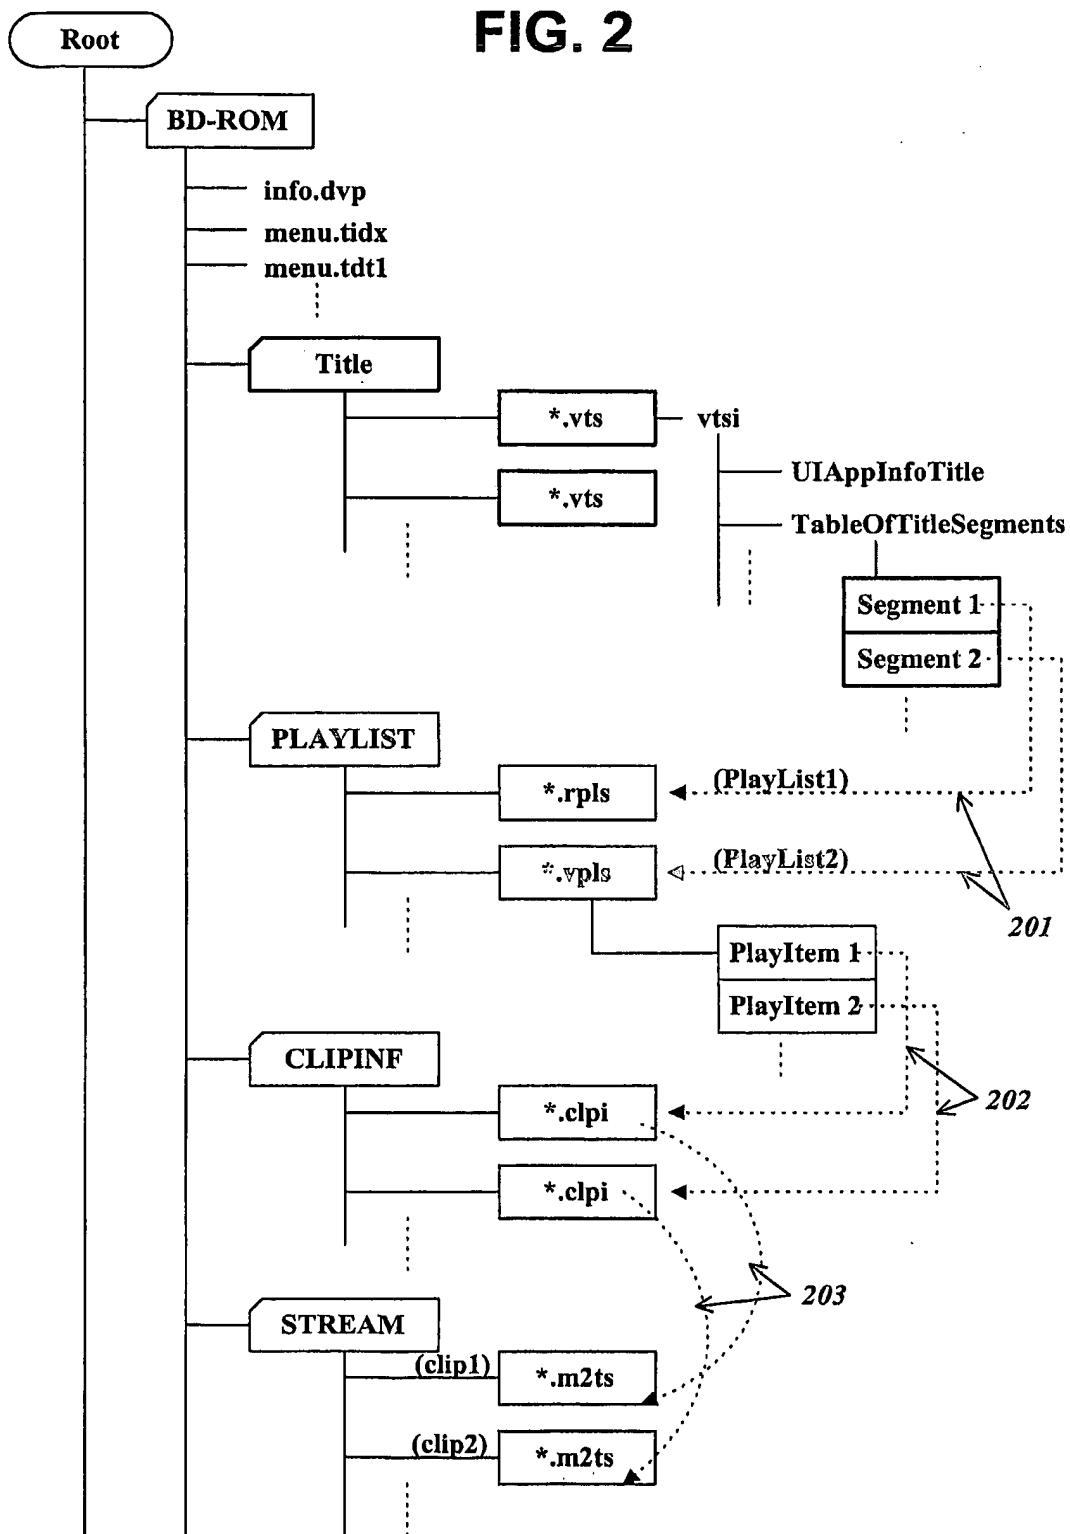 FIG. 2
Root
BD-ROM
info.dvp
menu.tidx
menu.tdt1
Title
*.vts
vtsi
UIAppInfoTitle
*.vts
TableOfTitleSegments
Segment 1
Segment 2
PLAYLIST
*.rpls
(PlayList1)
*.vpls
(PlayList2)
201
PlayItem 1
PlayItem 2
CLIPINF
*.clpi
202
*.clpi
203
STREAM
(clip1)
*.m2ts
(clip2)
*.m2ts